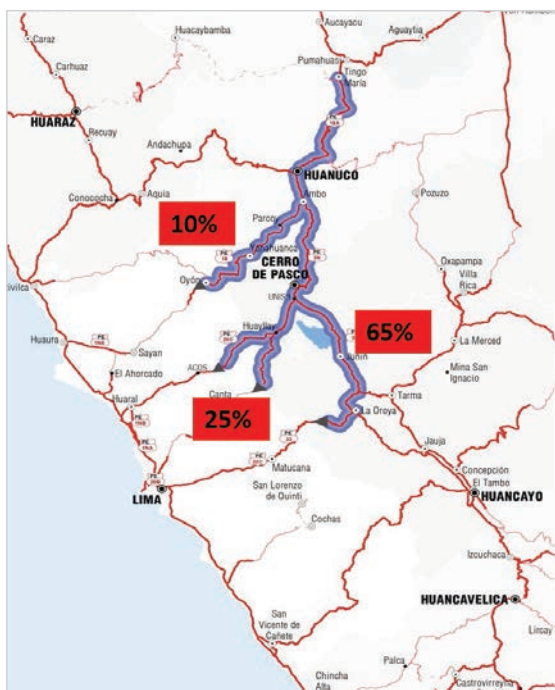 Aucayacu
Huacaybamba
Aguaytia
Caraz
Pumahuasi
Carhuaz
Tingo
María
HUARAZ
Recuay
Andachupa
HUANUCO
Conococha
Aquia
Ambo
Pozuzo
10%
Parcoy
Yanahuanca
CERRO
DE PASCO
Oxapampa
Oyón
Villa
Rica
UNISH
Huayllay
65%
Huaura
Sayan
Junín
La Merced
ACOS
El Ahorcado
Mina San
Ignacio
Canta
Huaral
25%
Tarma
La Oroya
Jauja
Matucana
Concepción
LIMA
San Lorenzo
de Quinti
El Tambo
HUANCAYO
Cochas
Izcuchaca
HUANCAVELICA
San
Vicente de
Cañete
Lircay
Palca
Chincha
Alta
Castrovirreyna